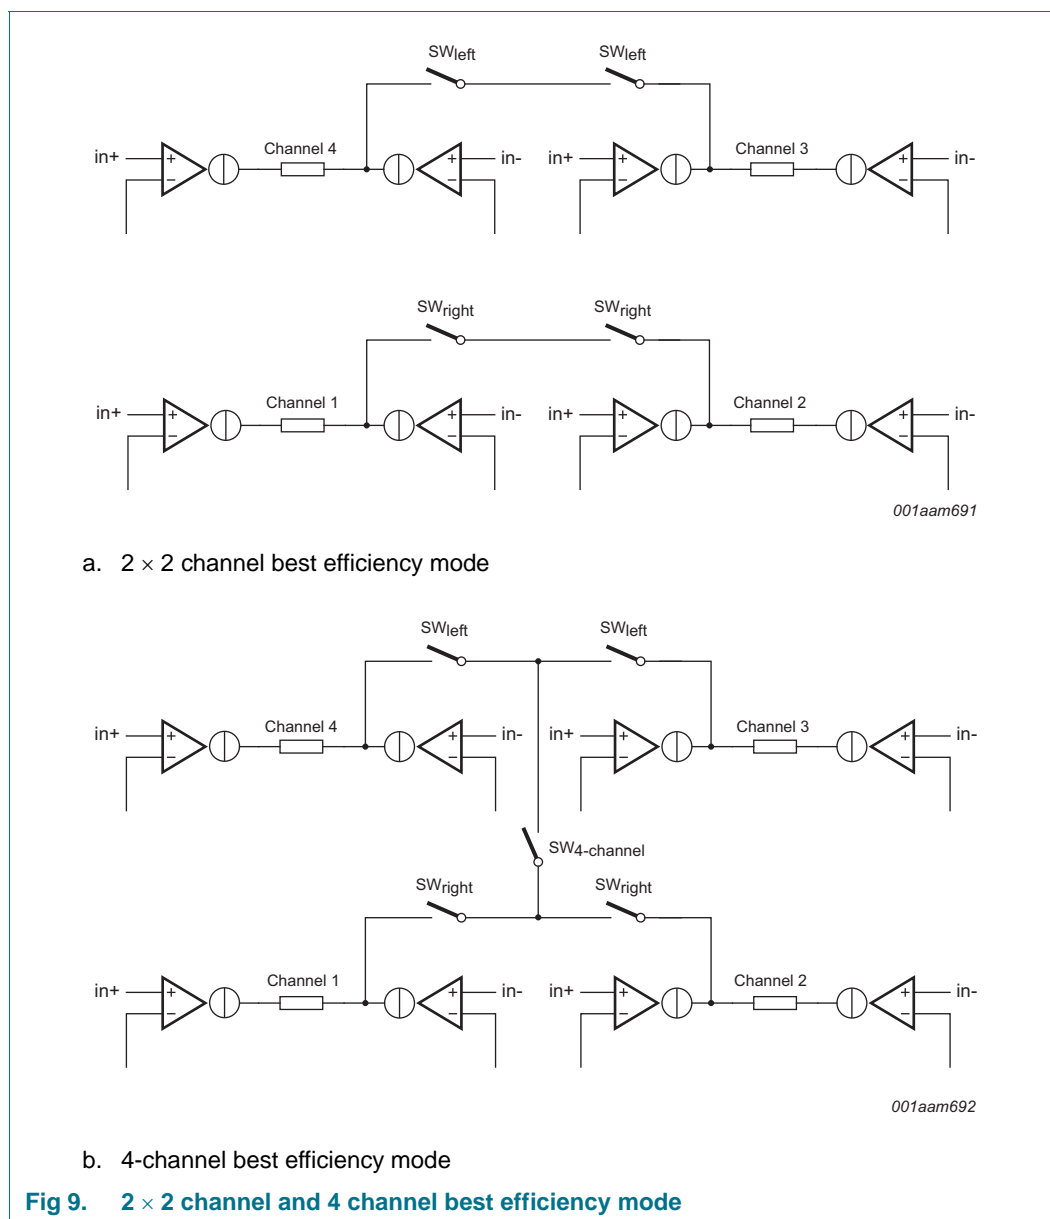 SWleft SWleft
Channel 4 Channel 3
in+ + + in- in+ + + in-
− − − −
SWright SWright
Channel 1 Channel 2
in+ + + in- in+ + + in-
− − − −
001aam691
a. 2 × 2 channel best efficiency mode
SWleft SWleft
Channel 4 Channel 3
in+ + + in- in+ + + in-
− − − −
SW4-channel
SWright SWright
Channel 1 Channel 2
in+ + + in- in+ + + in-
− − − −
001aam692
b. 4-channel best efficiency mode
Fig 9. 2 × 2 channel and 4 channel best efficiency mode